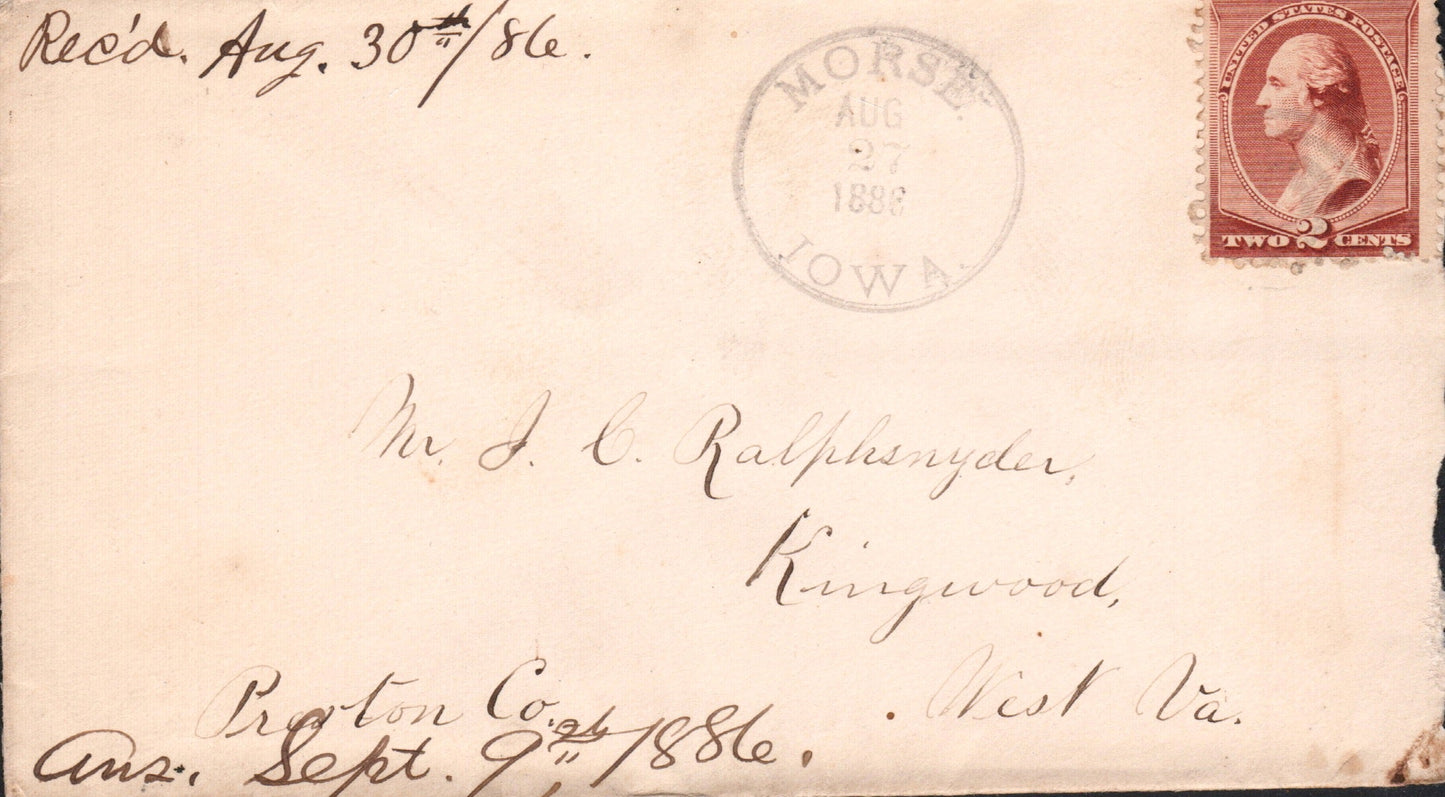 Rec'd. Aug. 30th/86.
MORSE.
AUG
27
1886
IOWA.
UNITED STATES POSTAGE
TWO 2 CENTS
Mr. J. C. Ralphsnyder,
Kingwood,
Preston Co. West Va.
Ans. Sept. 9th, 1886.